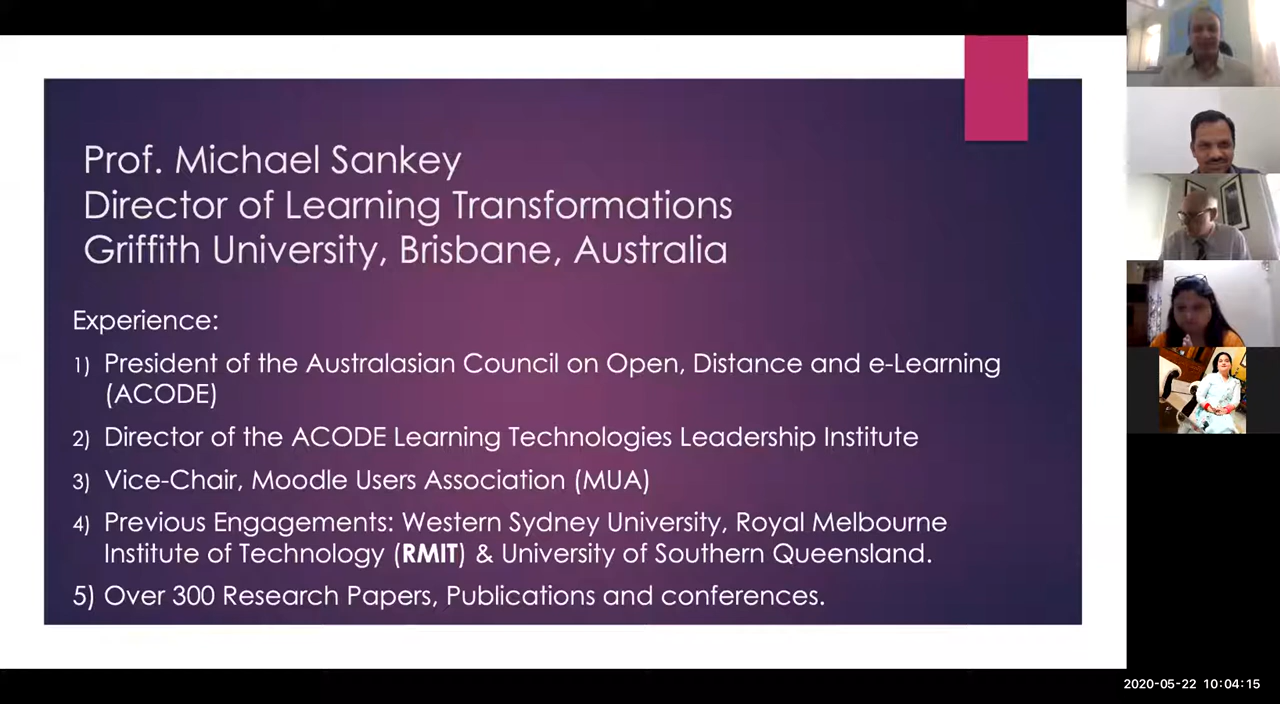 Prof. Michael Sankey
Director of Learning Transformations
Griffith University, Brisbane, Australia
Experience:
1) President of the Australasian Council on Open, Distance and e-Learning
(ACODE)
2) Director of the ACODE Learning Technologies Leadership Institute
3) Vice-Chair, Moodle Users Association (MUA)
4) Previous Engagements: Western Sydney University, Royal Melbourne
Institute of Technology (RMIT) & University of Southern Queensland.
5) Over 300 Research Papers, Publications and conferences.
2020-05-22 10:04:15